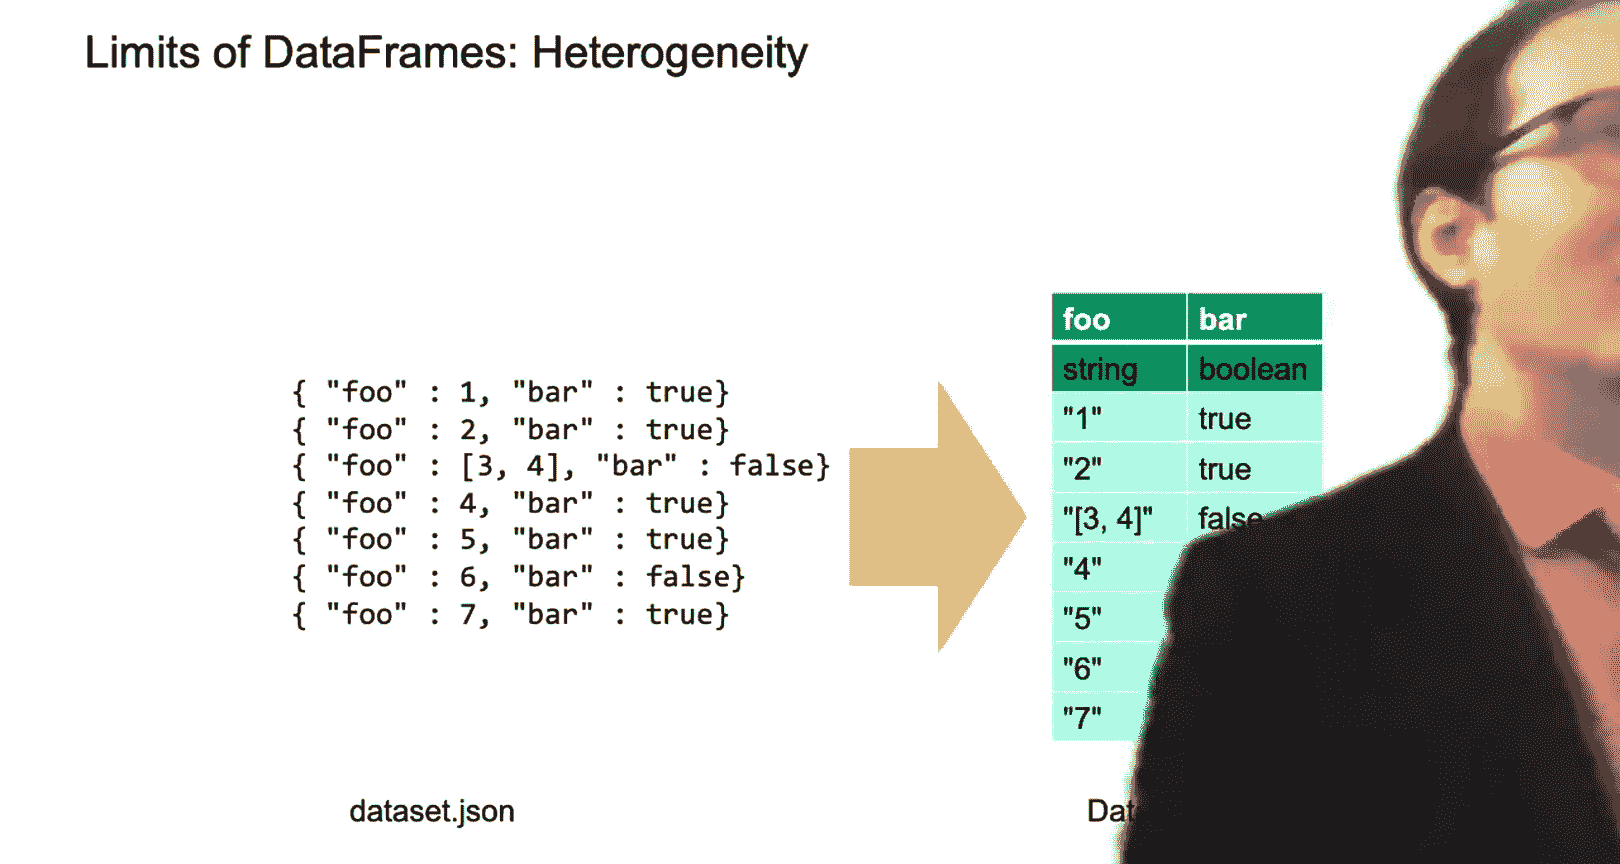 Limits of DataFrames: Heterogeneity
{ "foo" : 1, "bar" : true}
{ "foo" : 2, "bar" : true}
{ "foo" : [3, 4], "bar" : false}
{ "foo" : 4, "bar" : true}
{ "foo" : 5, "bar" : true}
{ "foo" : 6, "bar" : false}
{ "foo" : 7, "bar" : true}
dataset.json
foo bar
string boolean
"1" true
"2" true
"[3, 4]" false
"4"
"5"
"6"
"7"